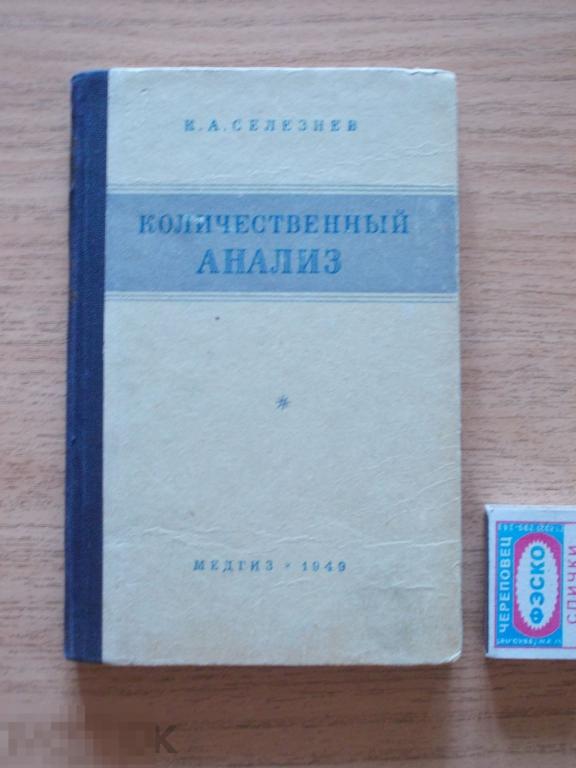 К. А. СЕЛЕЗНЕВ
КОЛИЧЕСТВЕННЫЙ
АНАЛИЗ
МЕДГИЗ • 1949
ЧЕРЕПОВЕЦ
ФЭСКО
СПИЧКИ